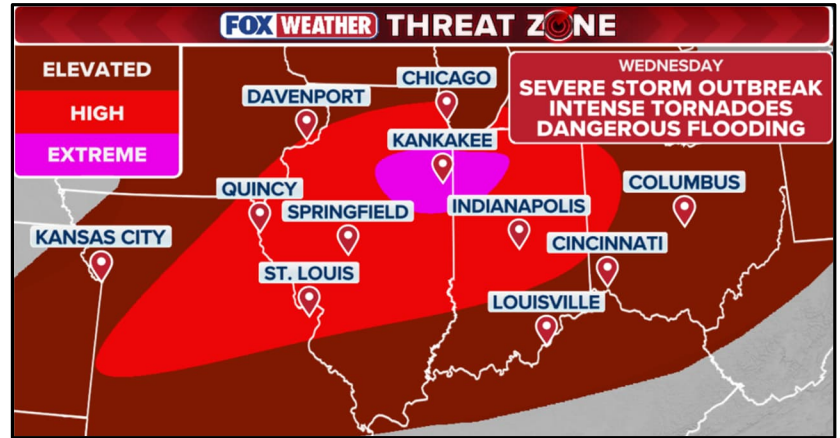 FOX WEATHER THREAT ZONE
ELEVATED
HIGH
EXTREME
WEDNESDAY
SEVERE STORM OUTBREAK
INTENSE TORNADOES
DANGEROUS FLOODING
CHICAGO
DAVENPORT
KANKAKEE
QUINCY
COLUMBUS
SPRINGFIELD
INDIANAPOLIS
KANSAS CITY
CINCINNATI
ST. LOUIS
LOUISVILLE